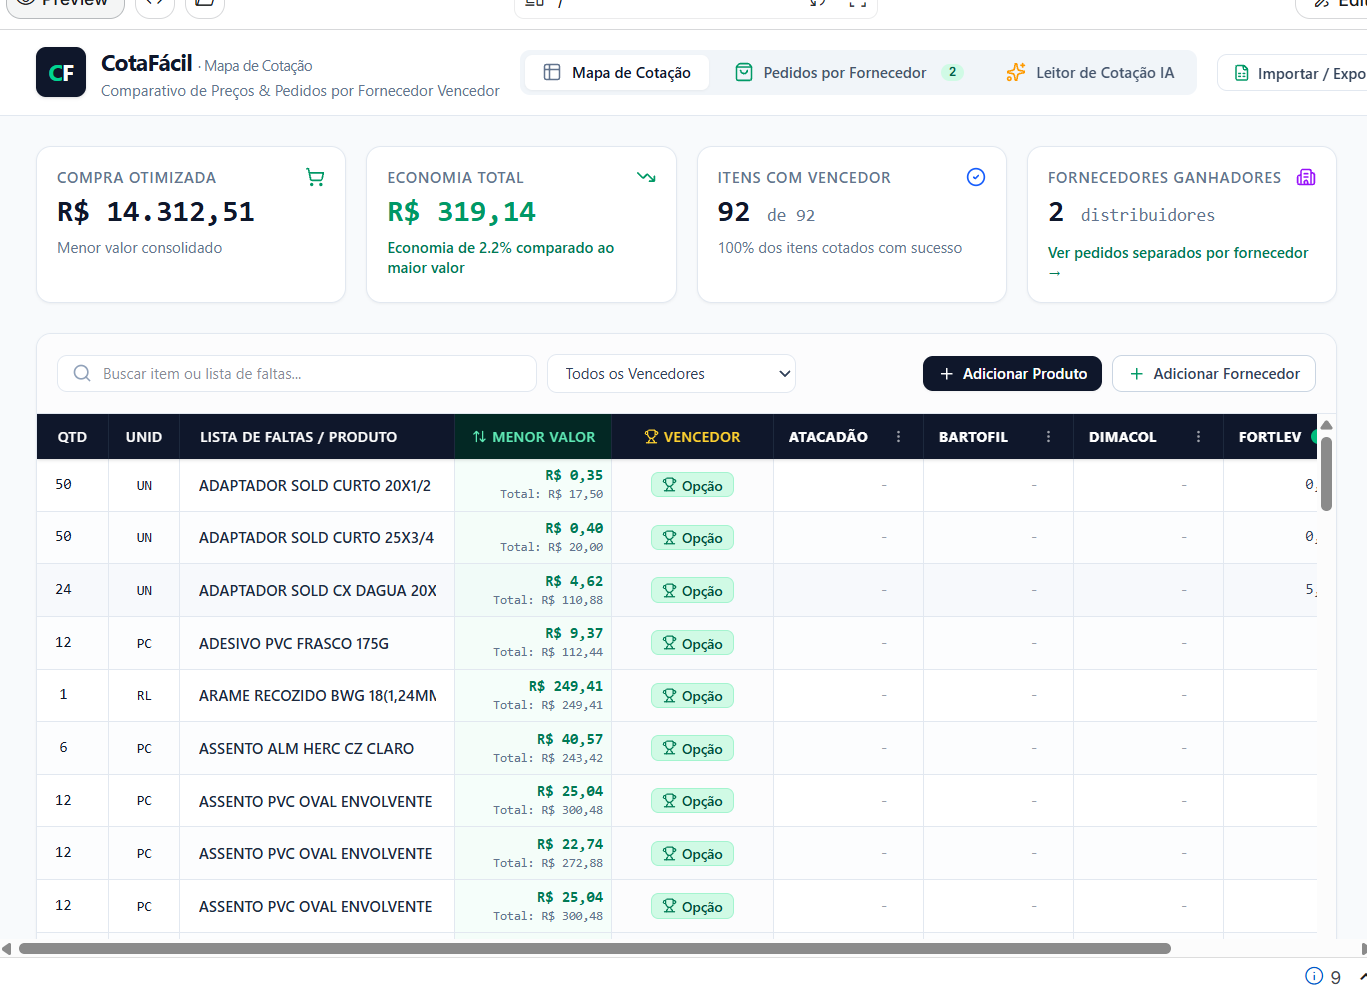 Preview
Edi
CF
CotaFácil · Mapa de Cotação
Comparativo de Preços & Pedidos por Fornecedor Vencedor
Mapa de Cotação
Pedidos por Fornecedor 2
Leitor de Cotação IA
Importar / Expo
COMPRA OTIMIZADA
R$ 14.312,51
Menor valor consolidado
ECONOMIA TOTAL
R$ 319,14
Economia de 2.2% comparado ao
maior valor
ITENS COM VENCEDOR
92 de 92
100% dos itens cotados com sucesso
FORNECEDORES GANHADORES
2 distribuidores
Ver pedidos separados por fornecedor
→
Buscar item ou lista de faltas...
Todos os Vencedores
+ Adicionar Produto
+ Adicionar Fornecedor
QTD UNID LISTA DE FALTAS / PRODUTO MENOR VALOR VENCEDOR ATACADÃO BARTOFIL DIMACOL FORTLEV
50 UN ADAPTADOR SOLD CURTO 20X1/2 R$ 0,35 Total: R$ 17,50 Opção - - - 0,
50 UN ADAPTADOR SOLD CURTO 25X3/4 R$ 0,40 Total: R$ 20,00 Opção - - - 0,
24 UN ADAPTADOR SOLD CX DAGUA 20X R$ 4,62 Total: R$ 110,88 Opção - - - 5,
12 PC ADESIVO PVC FRASCO 175G R$ 9,37 Total: R$ 112,44 Opção - - -
1 RL ARAME RECOZIDO BWG 18(1,24MM R$ 249,41 Total: R$ 249,41 Opção - - -
6 PC ASSENTO ALM HERC CZ CLARO R$ 40,57 Total: R$ 243,42 Opção - - -
12 PC ASSENTO PVC OVAL ENVOLVENTE R$ 25,04 Total: R$ 300,48 Opção - - -
12 PC ASSENTO PVC OVAL ENVOLVENTE R$ 22,74 Total: R$ 272,88 Opção - - -
12 PC ASSENTO PVC OVAL ENVOLVENTE R$ 25,04 Total: R$ 300,48 Opção - - -
9